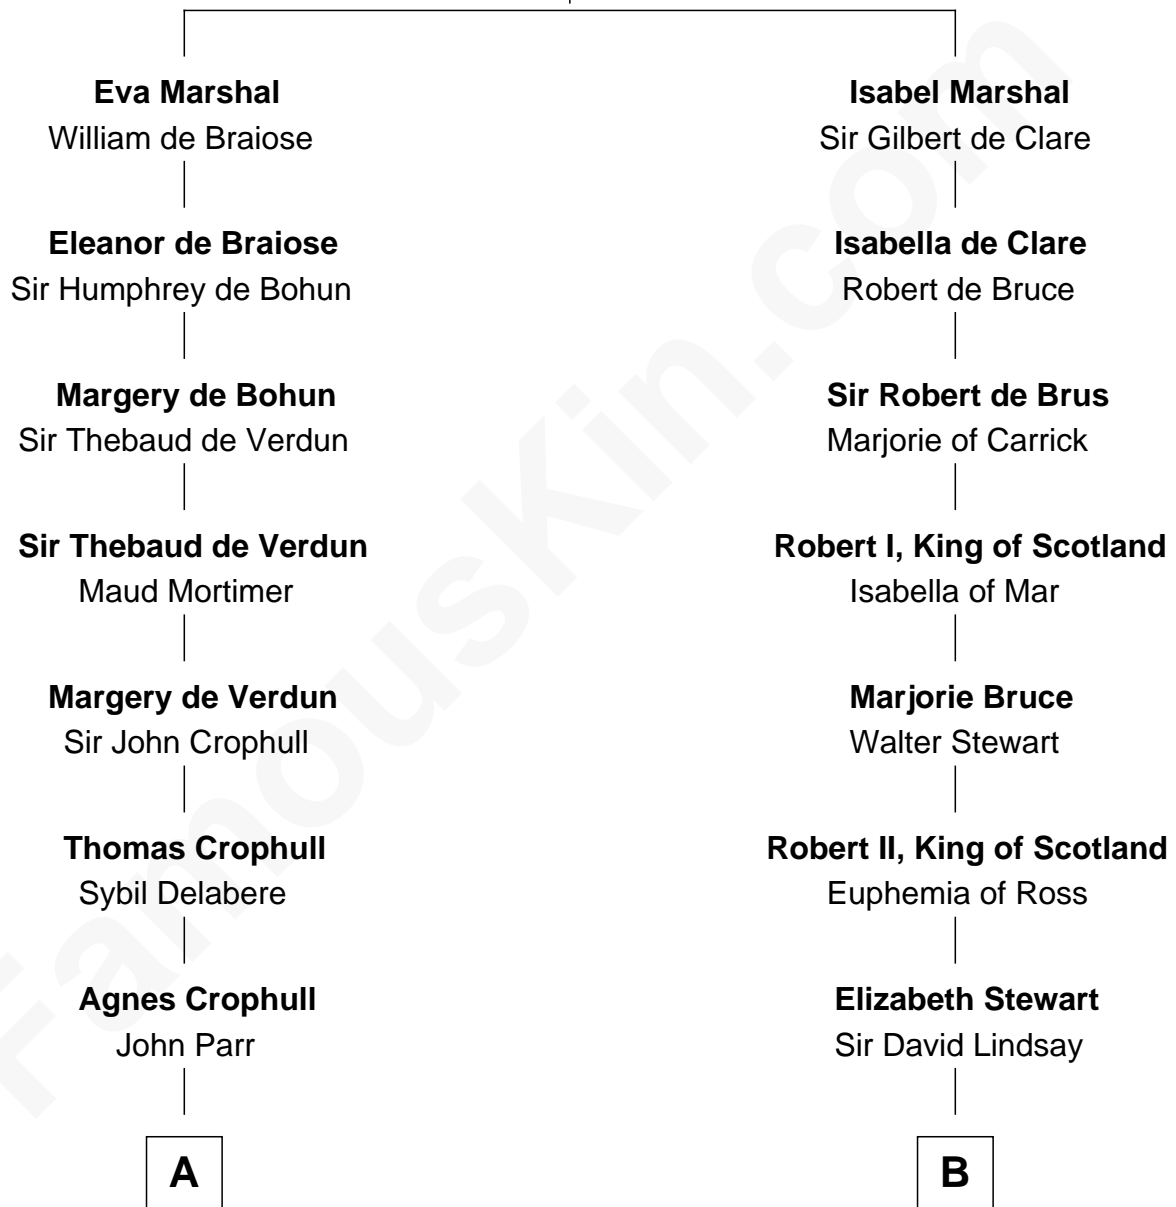 Eva Marshal
William de Braiose
Eleanor de Braiose
Sir Humphrey de Bohun
Margery de Bohun
Sir Thebaud de Verdun
Sir Thebaud de Verdun
Maud Mortimer
Margery de Verdun
Sir John Crophull
Thomas Crophull
Sybil Delabere
Agnes Crophull
John Parr
A
Isabel Marshal
Sir Gilbert de Clare
Isabella de Clare
Robert de Bruce
Sir Robert de Brus
Marjorie of Carrick
Robert I, King of Scotland
Isabella of Mar
Marjorie Bruce
Walter Stewart
Robert II, King of Scotland
Euphemia of Ross
Elizabeth Stewart
Sir David Lindsay
B
FamousKin.com